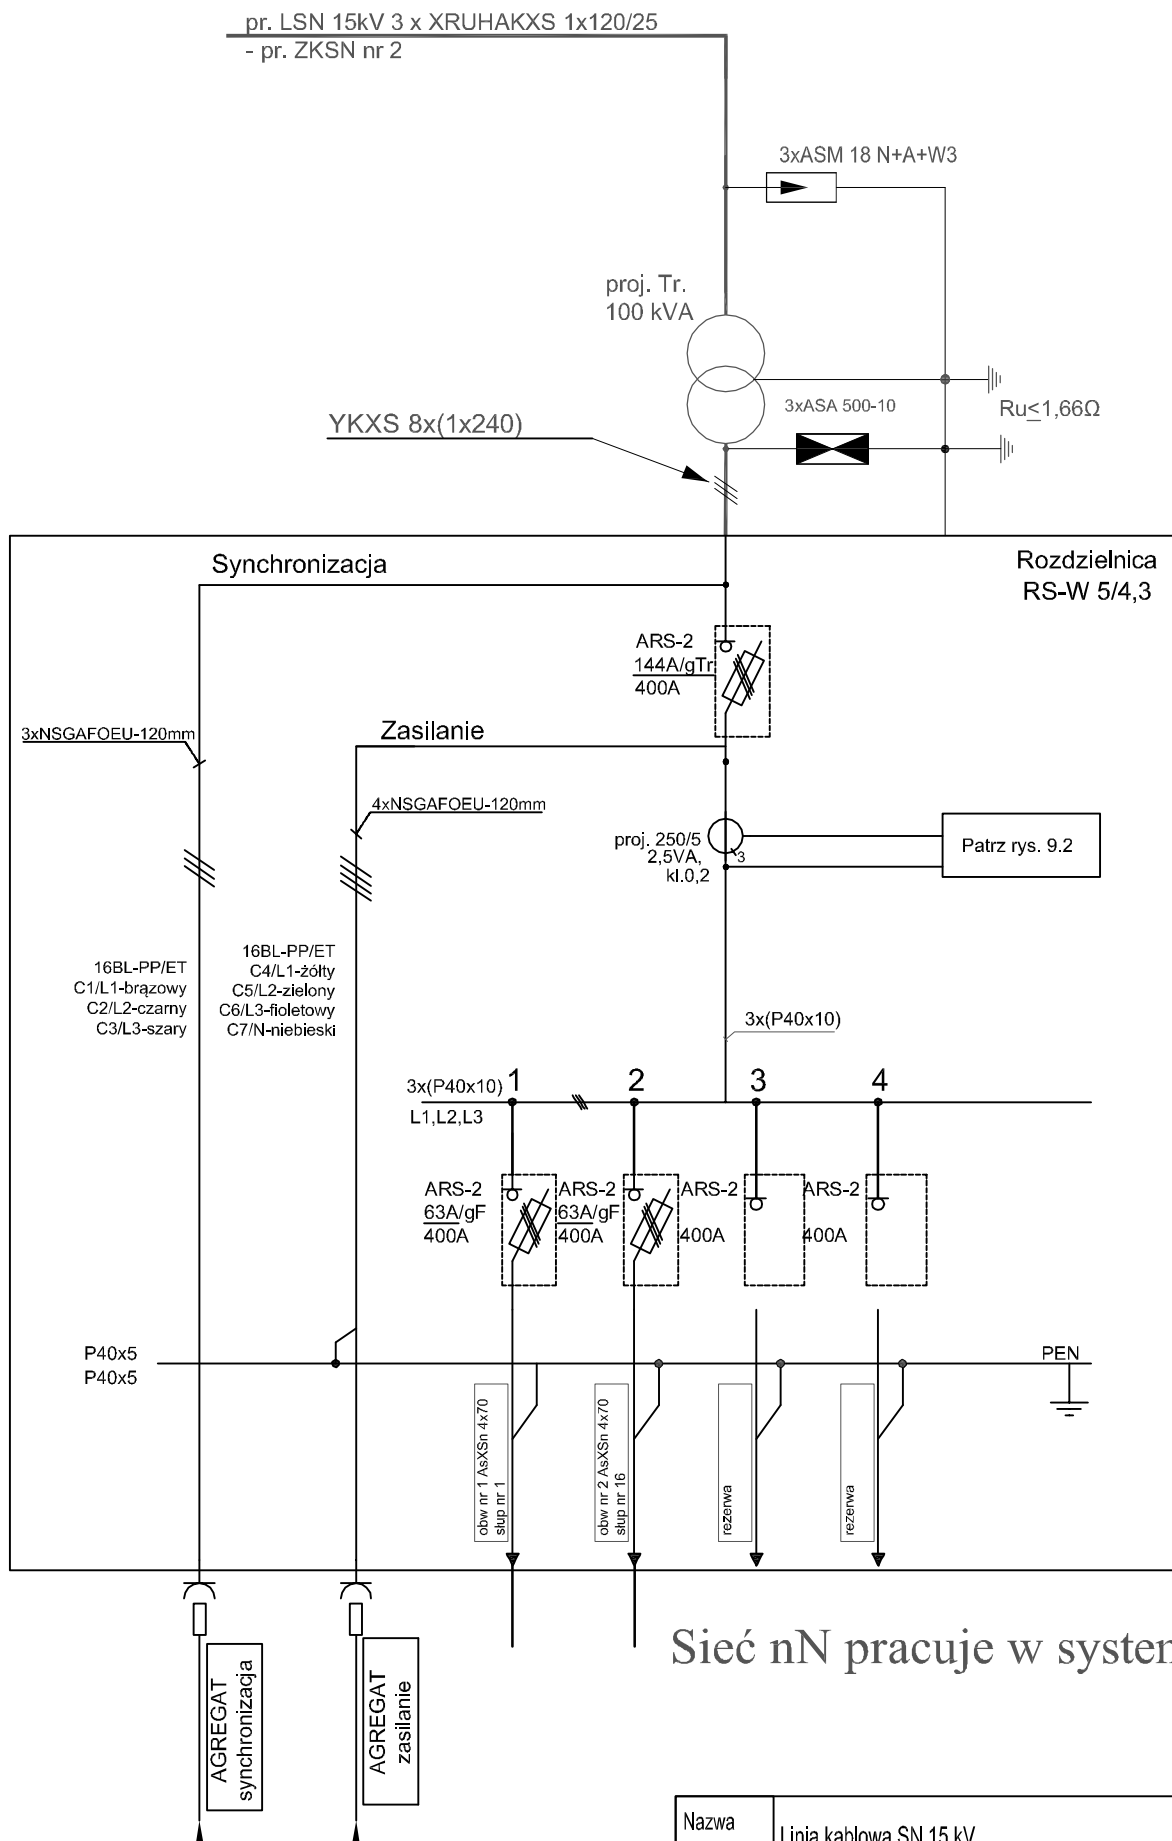 pr. LSN 15kV 3 x XRUHAKXS 1x120/25
- pr. ZKSN nr 2
3xASM 18 N+A+W3
proj. Tr.
100 kVA
3xASA 500-10
Ru≤1,66Ω
YKXS 8x(1x240)
Synchronizacja
Rozdzielnica
RS-W 5/4,3
ARS-2
144A/gTr
400A
Zasilanie
3xNSGAFOEU-120mm
4xNSGAFOEU-120mm
proj. 250/5
2,5VA,
kl.0,2
3
Patrz rys. 9.2
16BL-PP/ET
C1/L1-brązowy
C2/L2-czarny
C3/L3-szary
16BL-PP/ET
C4/L1-żółty
C5/L2-zielony
C6/L3-fioletowy
C7/N-niebieski
3x(P40x10)
3x(P40x10)
L1,L2,L3
1
2
3
4
ARS-2
63A/gF
400A
ARS-2
63A/gF
400A
ARS-2
400A
ARS-2
400A
P40x5
P40x5
PEN
obw nr 1 AsXSn 4x70
słup nr 1
obw nr 2 AsXSn 4x70
słup nr 16
rezerwa
rezerwa
AGREGAT
synchronizacja
AGREGAT
zasilanie
Sieć nN pracuje w system
Nazwa
Linia kablowa SN 15 kV